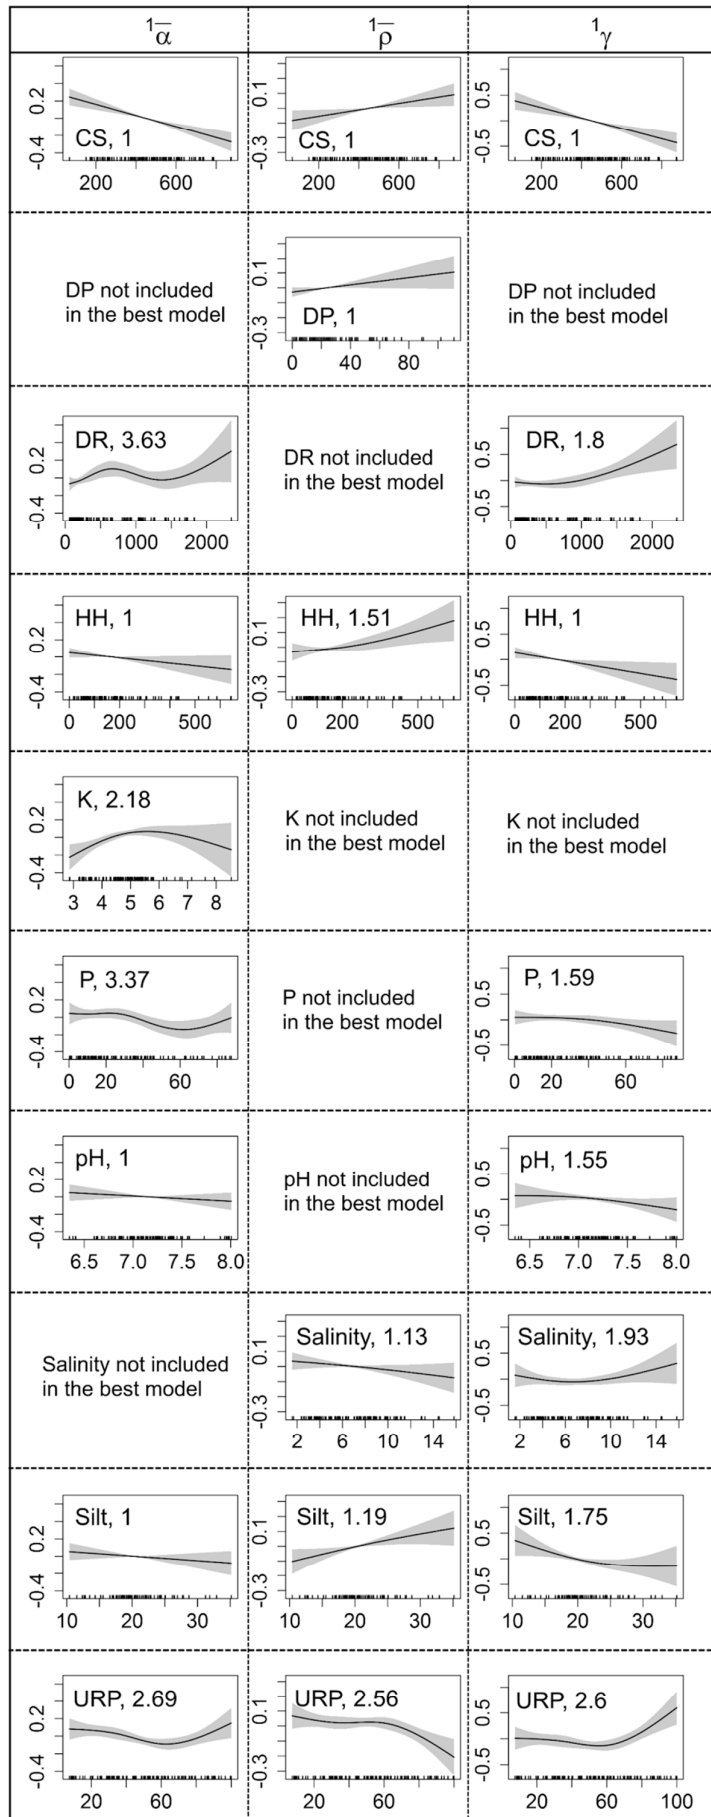 1α̅ 1ρ̅ 1γ
0.2 -0.4 CS, 1 200 600
0.1 -0.3 CS, 1 200 600
0.5 -0.5 CS, 1 200 600
DP not included
in the best model
0.1 -0.3 DP, 1 0 40 80
DP not included
in the best model
0.2 -0.4 DR, 3.63 0 1000 2000
DR not included
in the best model
0.5 -0.5 DR, 1.8 0 1000 2000
0.2 -0.4 HH, 1 0 200 500
0.1 -0.3 HH, 1.51 0 200 500
0.5 -0.5 HH, 1 0 200 500
0.2 -0.4 K, 2.18 3 4 5 6 7 8
K not included
in the best model
K not included
in the best model
0.2 -0.4 P, 3.37 0 20 60
P not included
in the best model
0.5 -0.5 P, 1.59 0 20 60
0.2 -0.4 pH, 1 6.5 7.0 7.5 8.0
pH not included
in the best model
0.5 -0.5 pH, 1.55 6.5 7.0 7.5 8.0
Salinity not included
in the best model
0.1 -0.3 Salinity, 1.13 2 6 10 14
0.5 -0.5 Salinity, 1.93 2 6 10 14
0.2 -0.4 Silt, 1 10 20 30
0.1 -0.3 Silt, 1.19 10 20 30
0.5 -0.5 Silt, 1.75 10 20 30
0.2 -0.4 URP, 2.69 20 60
0.1 -0.3 URP, 2.56 20 60
0.5 -0.5 URP, 2.6 20 60 100